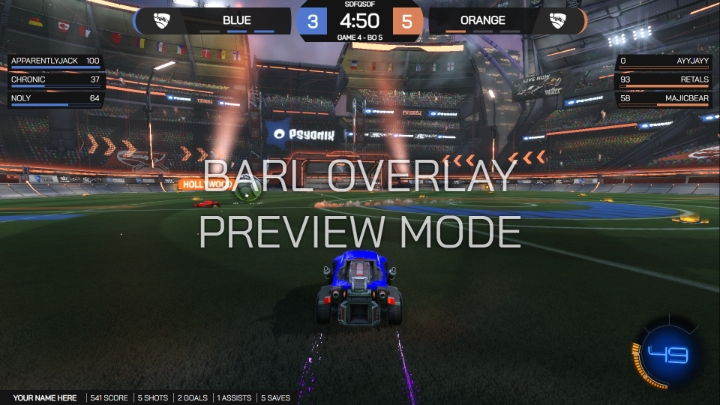 SDFQSDF
BLUE 3 4:50 5 ORANGE
GAME 4 - BO 5
APPARENTLYJACK 100
CHRONIC 37
NOLY 64
0 AYYJAYY
93 RETALS
58 MAJICBEAR
PSYONIX
HOLLYWOOD
BARL OVERLAY
PREVIEW MODE
49
YOUR NAME HERE 541 SCORE 5 SHOTS 2 GOALS 1 ASSISTS 5 SAVES